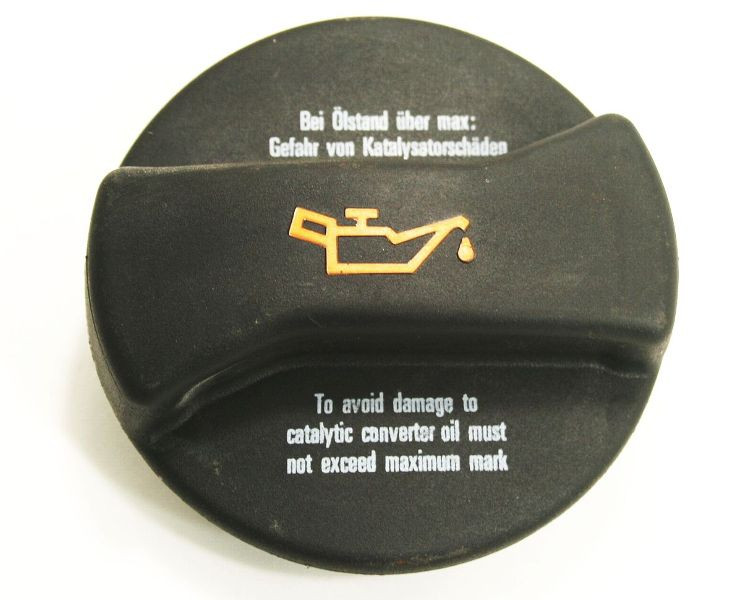 Bei Ölstand über max:
Gefahr von Katalysatorschäden
To avoid damage to
catalytic converter oil must
not exceed maximum mark